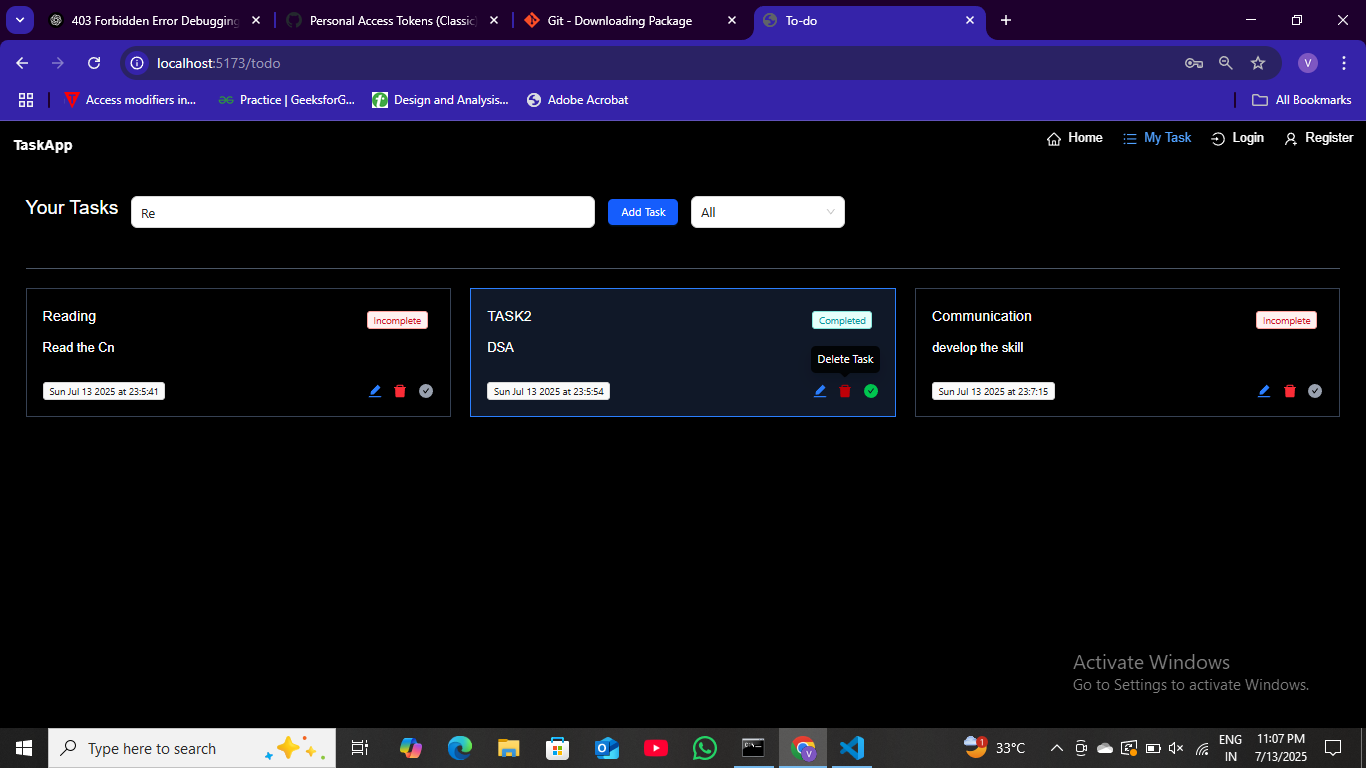 403 Forbidden Error Debugging
Personal Access Tokens (Classic)
Git - Downloading Package
To-do
localhost:5173/todo
V
Access modifiers in...
Practice | GeeksforG...
Design and Analysis...
Adobe Acrobat
All Bookmarks
TaskApp
Home
My Task
Login
Register
Your Tasks
Re
Add Task
All
Reading
Incomplete
Read the Cn
Sun Jul 13 2025 at 23:5:41
TASK2
Completed
DSA
Delete Task
Sun Jul 13 2025 at 23:5:54
Communication
Incomplete
develop the skill
Sun Jul 13 2025 at 23:7:15
Activate Windows
Go to Settings to activate Windows.
Type here to search
1
33°C
ENG
IN
11:07 PM
7/13/2025